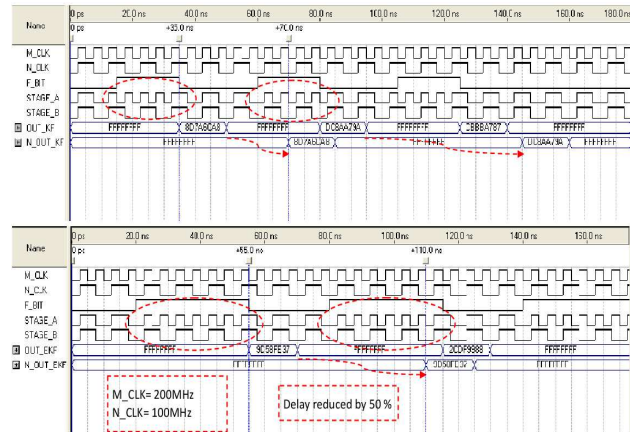 0 ps 20.0 ns 40.0 ns 60.0 ns 80.0 ns 100.0 ns 120.0 ns 140.0 ns 160.0 ns 180.0 ns
Name
0 ps +35.0 ns +70.0 ns
M_CLK
N_CLK
F_BIT
STAGE_A
STAGE_B
OUT_KF FFFFFFFF 8D7A6CA8 FFFFFFFF DC8AA79A FFFFFFFF FFFFFFFF
N_OUT_KF FFFFFFFF 8D7A6CA8 FFFFFFFF DC8AA79A FFFFFFFF
0 ps 20.0 ns 40.0 ns 60.0 ns 80.0 ns 100.0 ns 120.0 ns 140.0 ns 160.0 ns
Name
0 ps +55.0 ns +110.0 ns
M_CLK
N_CLK
F_BIT
STAGE_A
STAGE_B
OUT_EKF FFFFFFFF 9D58FE37 FFFFFFFF 2CDF9988 FFFFFFFF
N_OUT_EKF FFFFFFFF FFFFFFFF
M_CLK= 200MHz
N_CLK= 100MHz
Delay reduced by 50 %